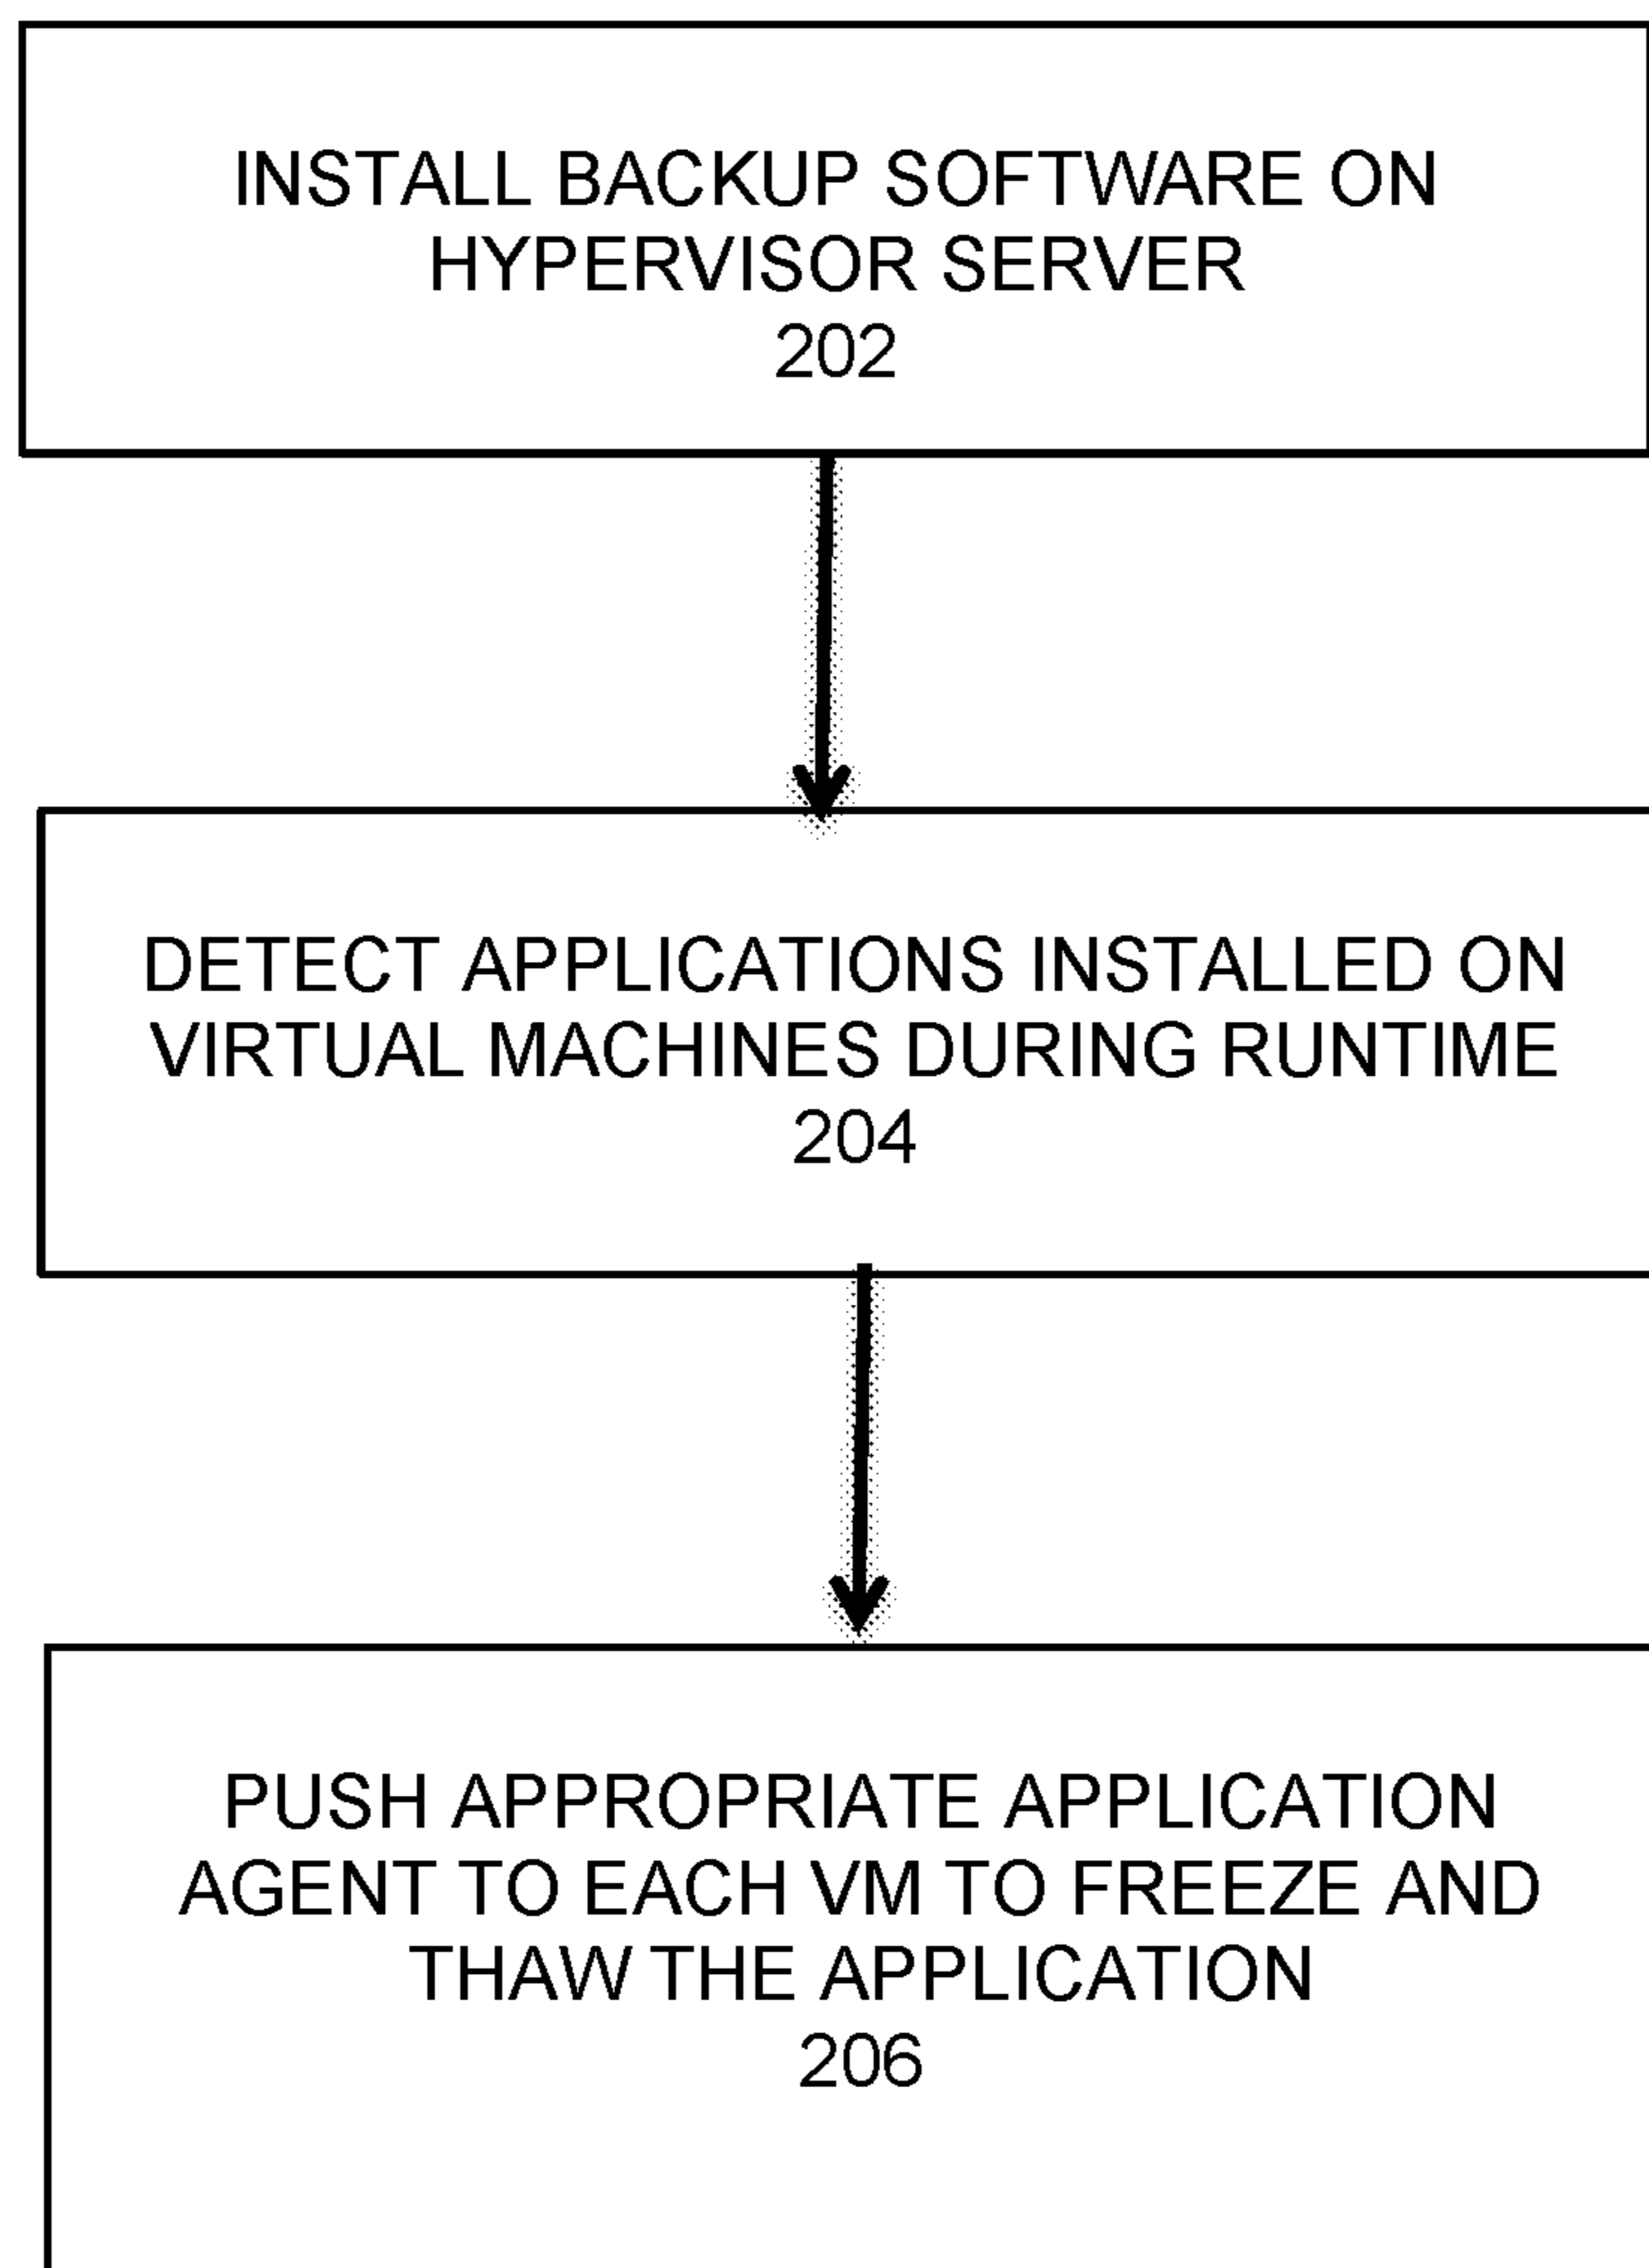 INSTALL BACKUP SOFTWARE ON
HYPERVISOR SERVER
202
DETECT APPLICATIONS INSTALLED ON
VIRTUAL MACHINES DURING RUNTIME
204
PUSH APPROPRIATE APPLICATION
AGENT TO EACH VM TO FREEZE AND
THAW THE APPLICATION
206